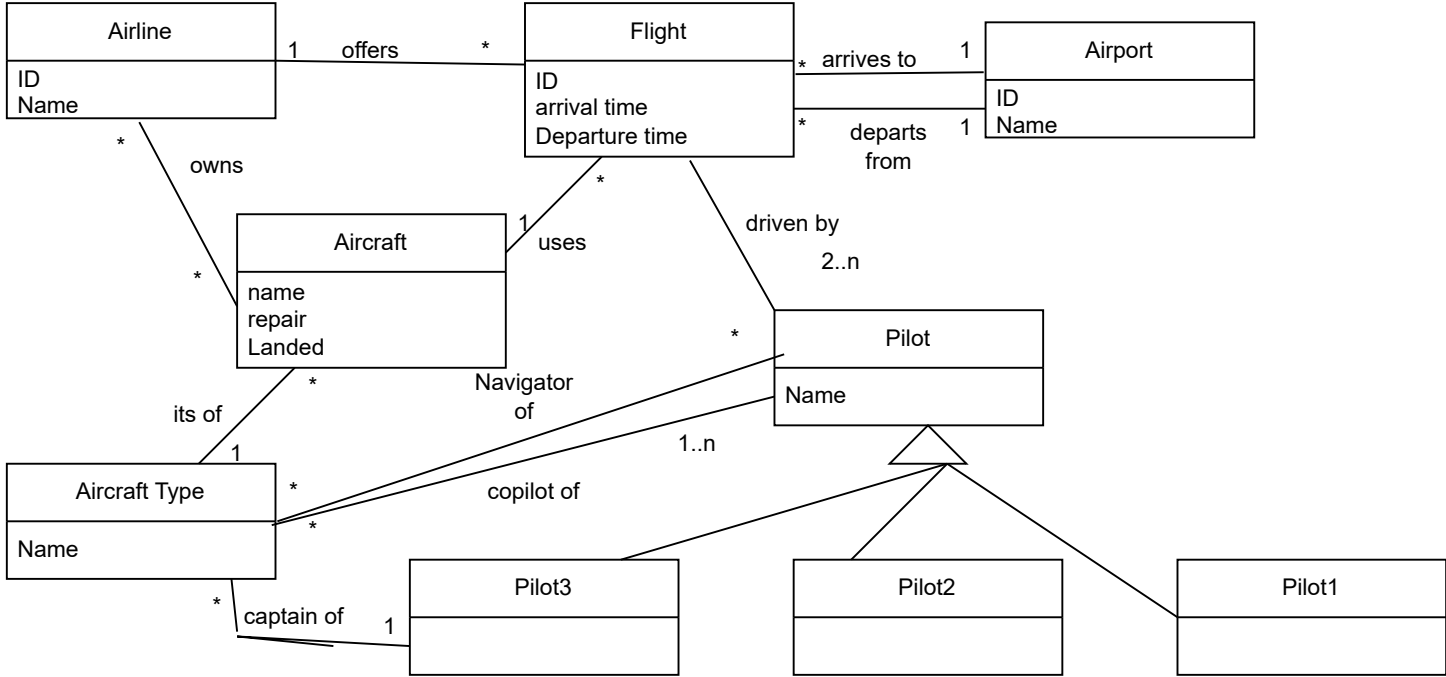 Airline
ID
Name
1
offers
*
Flight
ID
arrival time
Departure time
*
arrives to
1
*
departs
from
1
Airport
ID
Name
*
owns
*
1
uses
*
Aircraft
name
repair
Landed
driven by
2..n
*
its of
1
Navigator
of
*
*
1..n
copilot of
*
Pilot
Name
Aircraft Type
Name
*
captain of
1
Pilot3
Pilot2
Pilot1